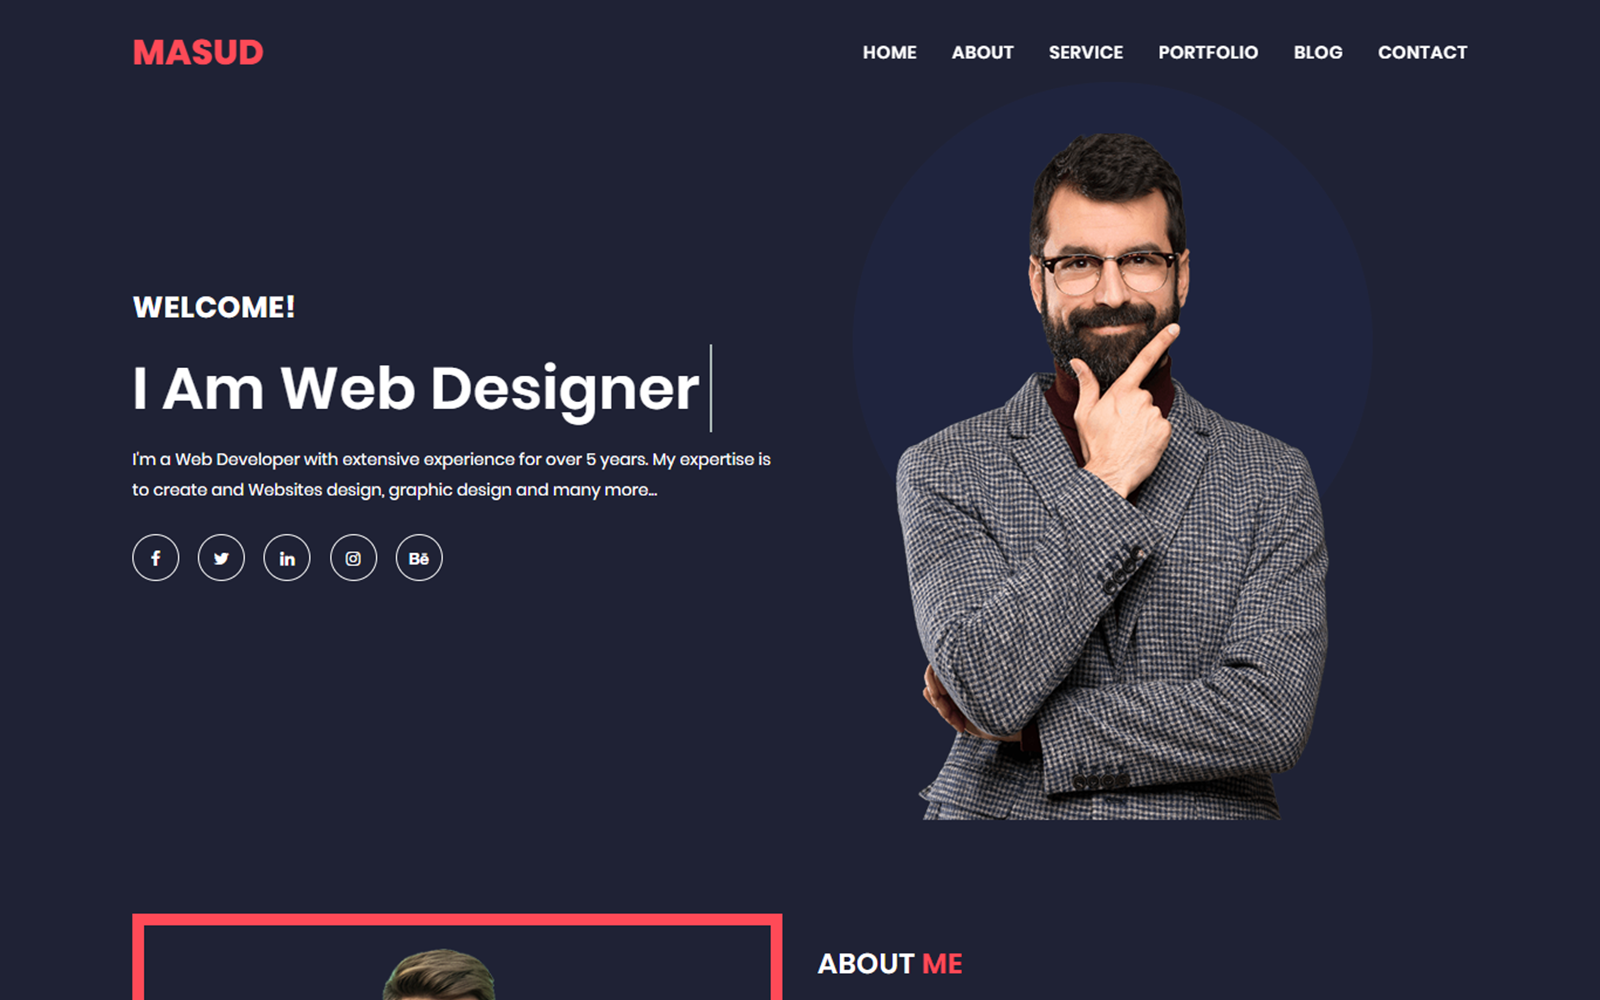 MASUD
HOME ABOUT SERVICE PORTFOLIO BLOG CONTACT
WELCOME!
I Am Web Designer
I'm a Web Developer with extensive experience for over 5 years. My expertise is
to create and Websites design, graphic design and many more...
Bē
ABOUT ME